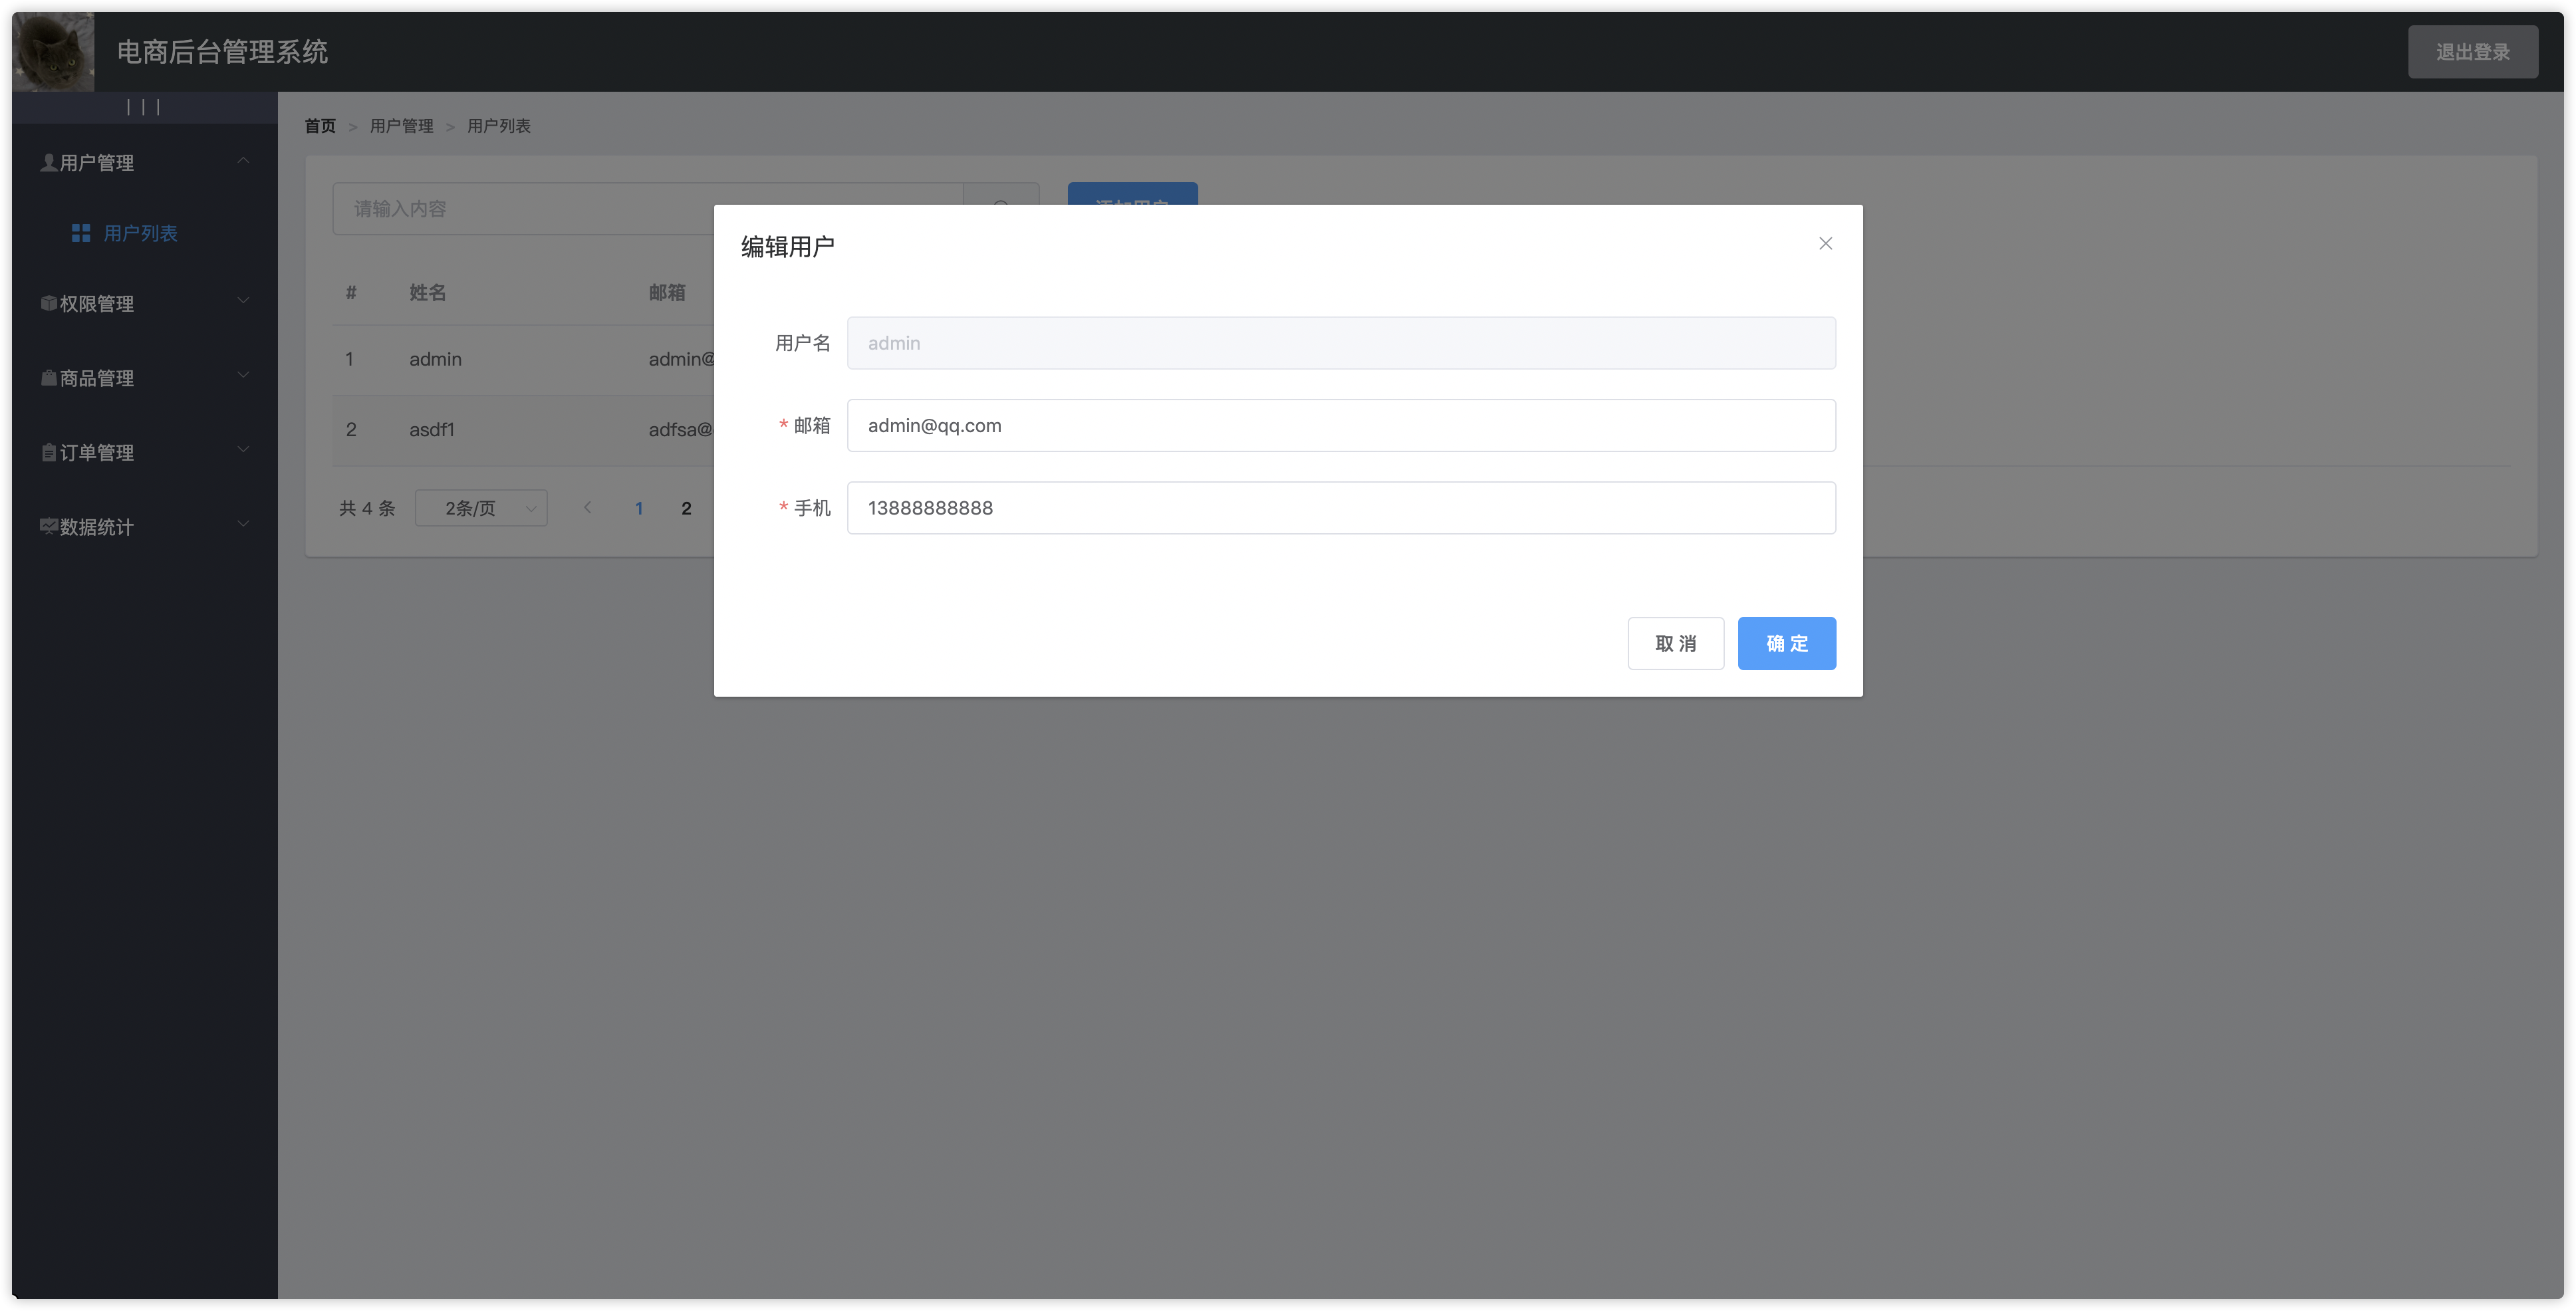 电商后台管理系统
退出登录
|||
首页 > 用户管理 > 用户列表
用户管理
用户列表
权限管理
商品管理
订单管理
数据统计
请输入内容
添加用户
# 姓名 邮箱
1 admin admin@
2 asdf1 adfsa@
共 4 条 2条/页 1 2
编辑用户
用户名 admin
* 邮箱 admin@qq.com
* 手机 13888888888
取 消 确 定